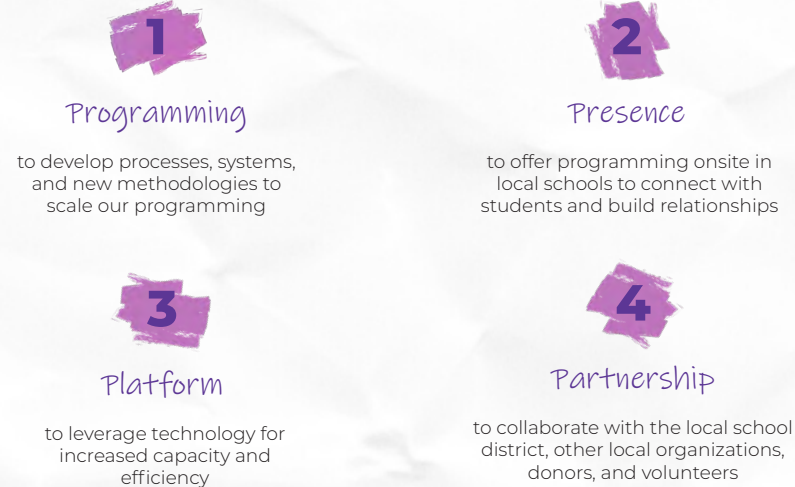 1
Programming
to develop processes, systems,
and new methodologies to
scale our programming
2
Presence
to offer programming onsite in
local schools to connect with
students and build relationships
3
Platform
to leverage technology for
increased capacity and
efficiency
4
Partnership
to collaborate with the local school
district, other local organizations,
donors, and volunteers